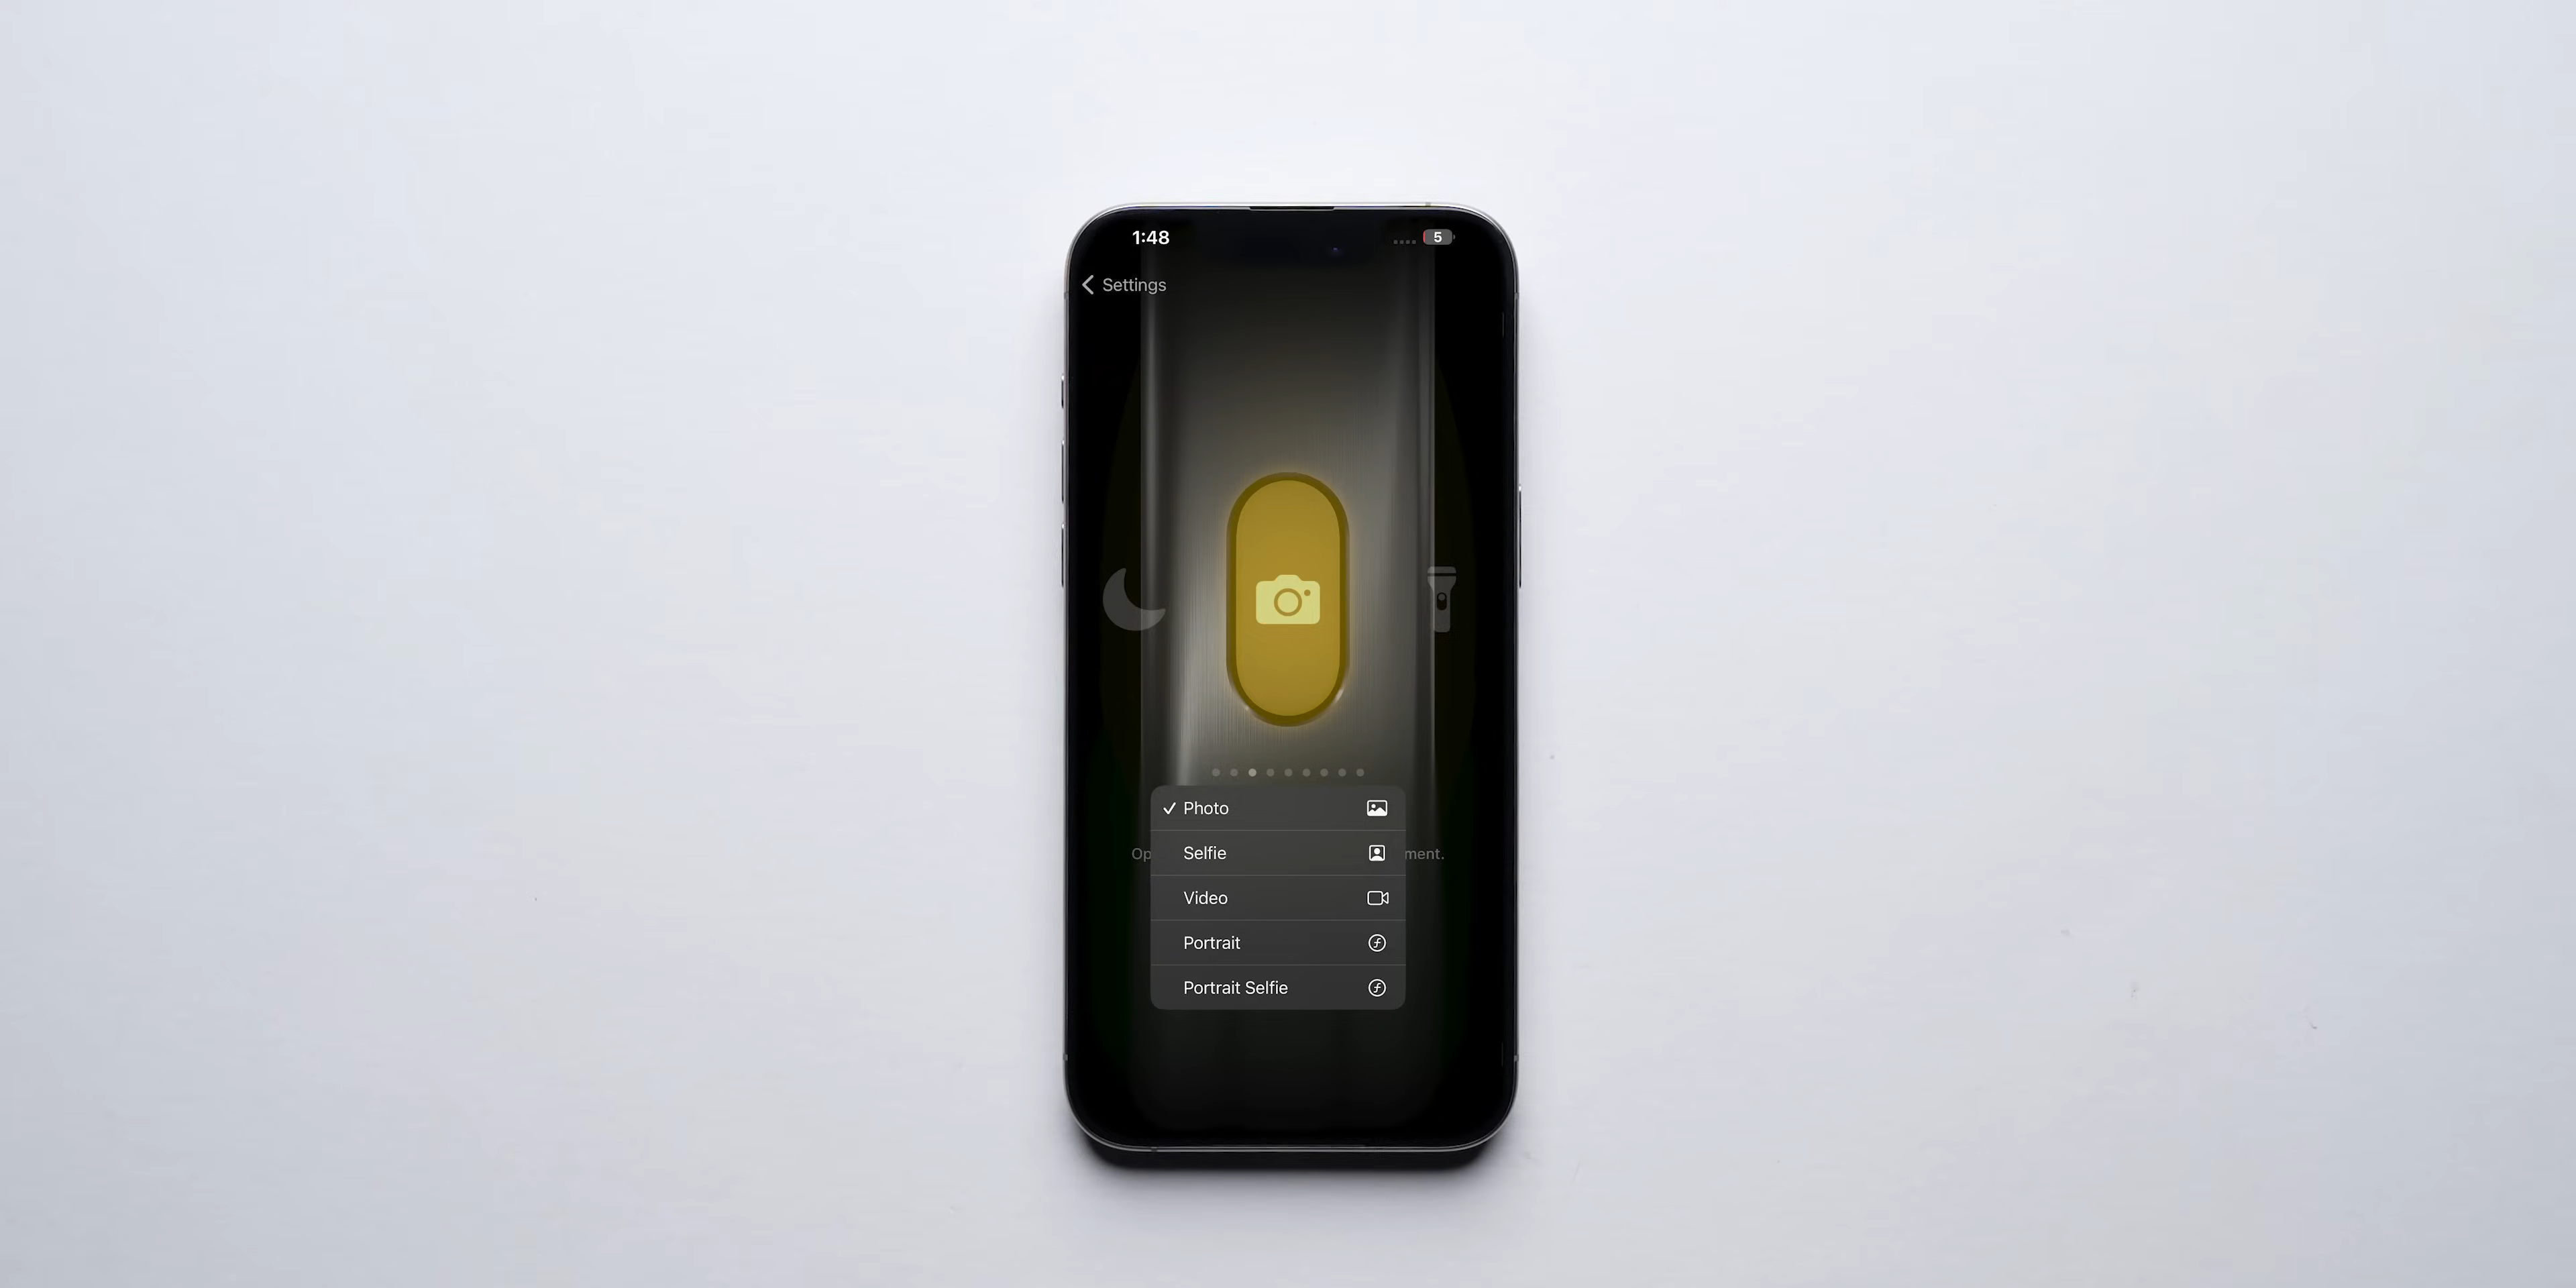 1:48
5
Settings
Photo
Selfie
Op ment.
Video
Portrait
Portrait Selfie